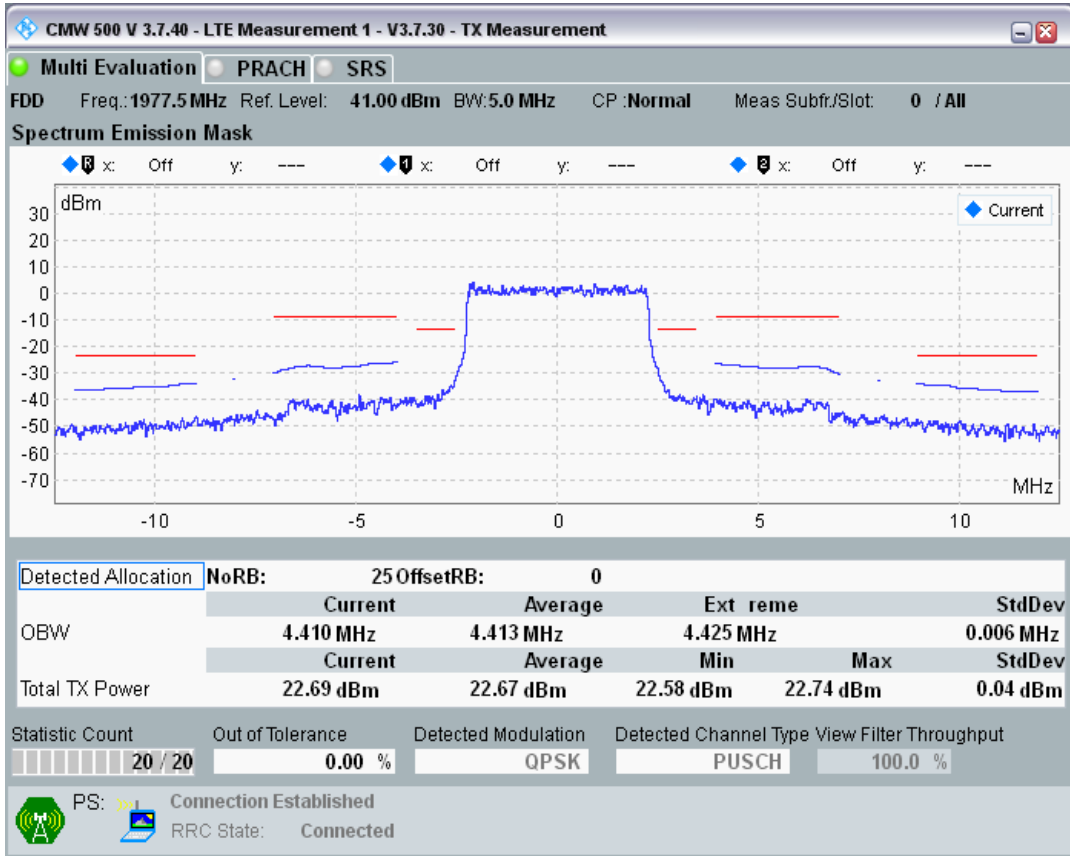 CMW 500 V 3.7.40 - LTE Measurement 1 - V3.7.30 - TX Measurement
Multi Evaluation PRACH SRS
FDD Freq.: 1977.5 MHz Ref. Level: 41.00 dBm BW: 5.0 MHz CP :Normal Meas Subfr./Slot: 0 / All
Spectrum Emission Mask
R x: Off y: --- 1 x: Off y: --- 2 x: Off y: ---
dBm
Current
30
20
10
0
-10
-20
-30
-40
-50
-60
-70
MHz
-10 -5 0 5 10
Detected Allocation NoRB: 25 OffsetRB: 0
Current Average Ext reme StdDev
OBW 4.410 MHz 4.413 MHz 4.425 MHz 0.006 MHz
Current Average Min Max StdDev
Total TX Power 22.69 dBm 22.67 dBm 22.58 dBm 22.74 dBm 0.04 dBm
Statistic Count Out of Tolerance Detected Modulation Detected Channel Type View Filter Throughput
20 / 20 0.00 % QPSK PUSCH 100.0 %
PS: Connection Established
RRC State: Connected